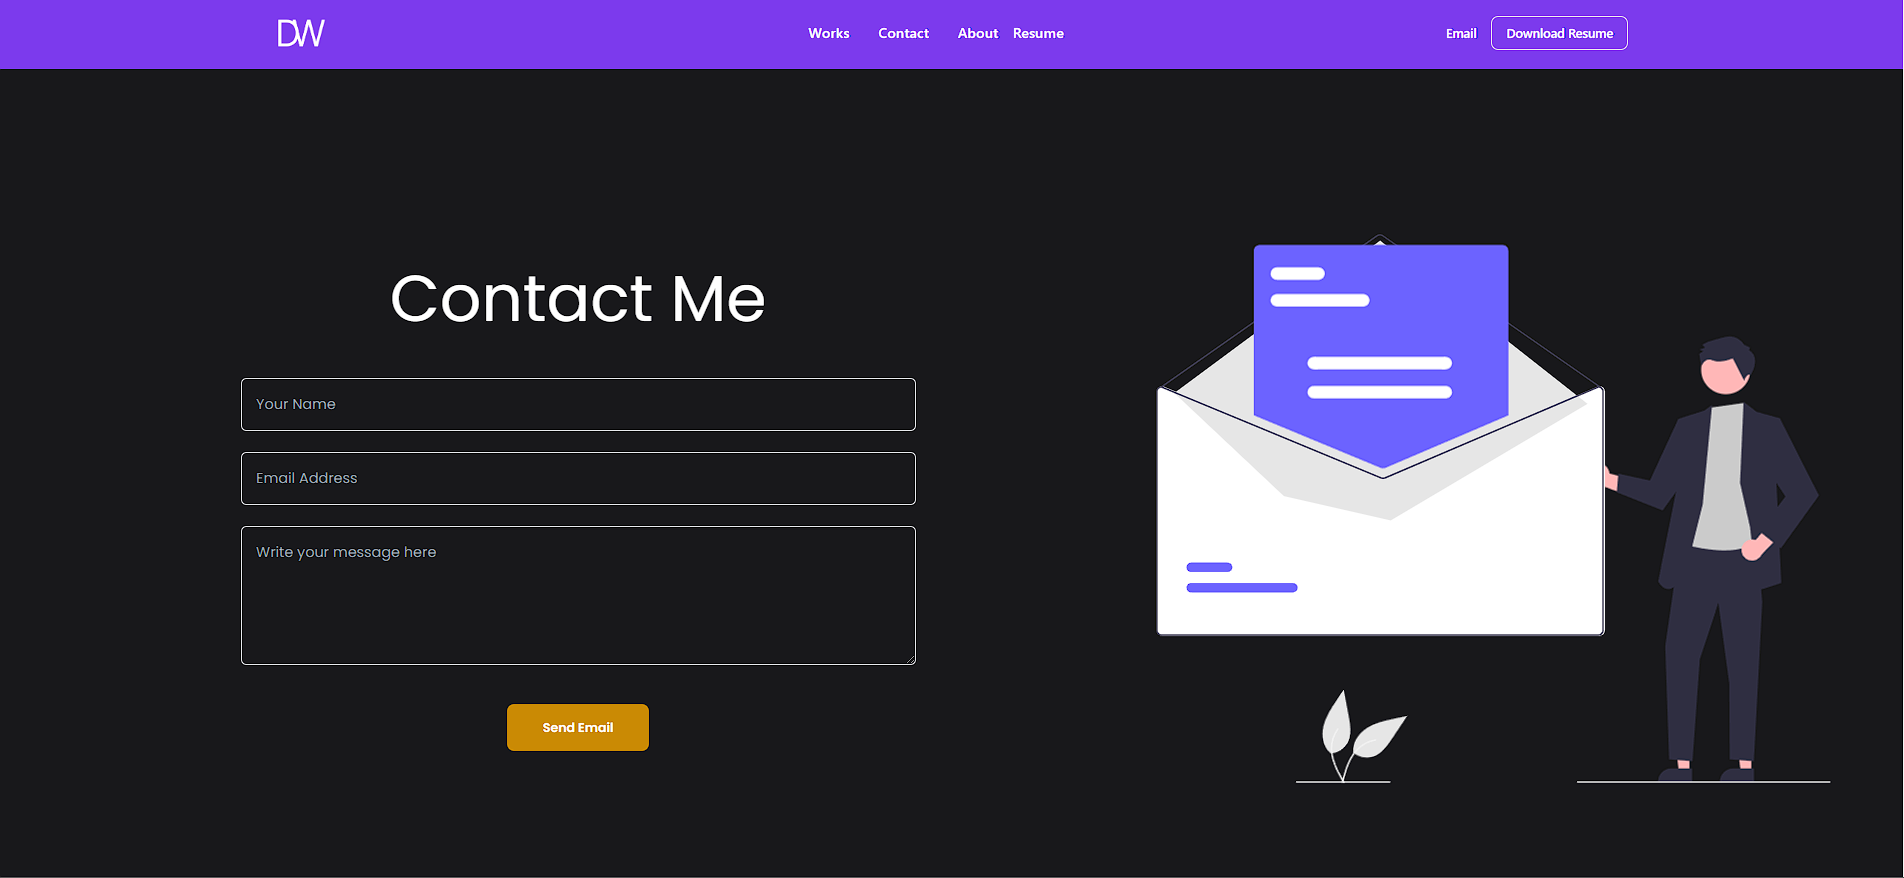 DW
Works Contact About Resume
Email Download Resume
Contact Me
Your Name
Email Address
Write your message here
Send Email